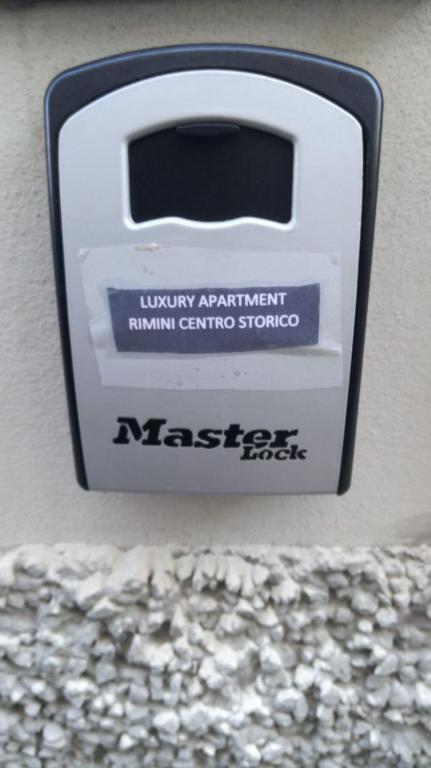 LUXURY APARTMENT
RIMINI CENTRO STORICO
Master
Lock